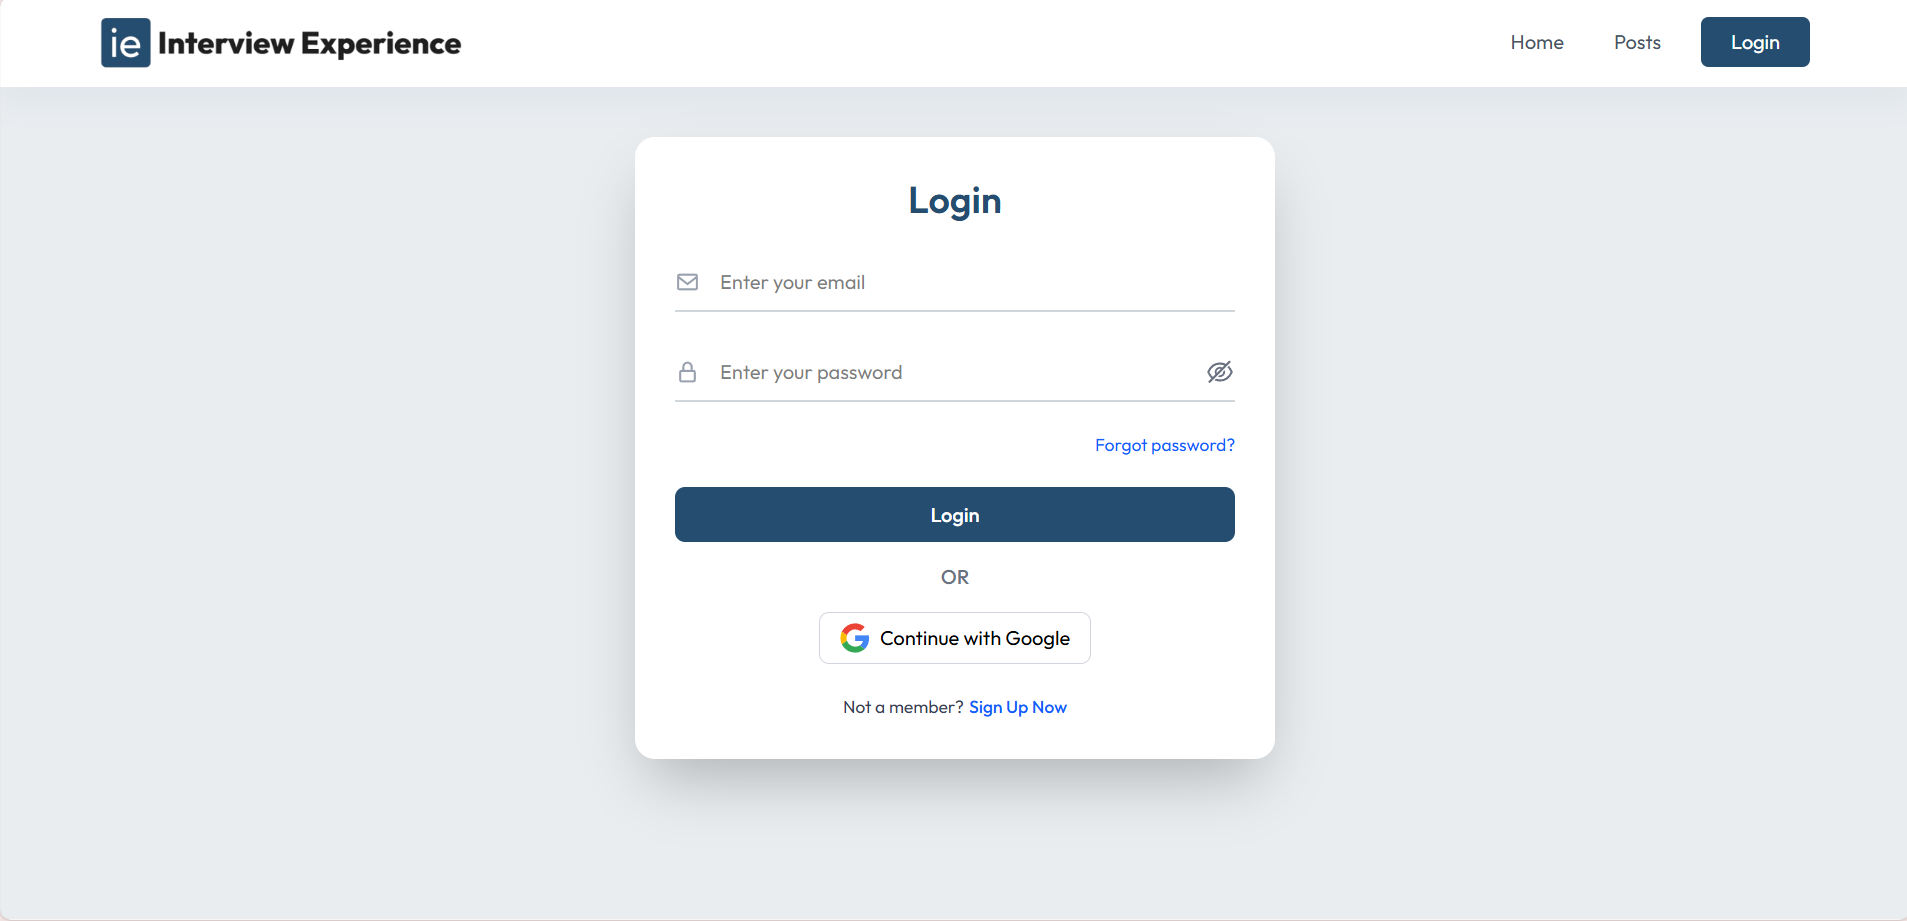 ie Interview Experience
Home
Posts
Login
Login
Enter your email
Enter your password
Forgot password?
Login
OR
Continue with Google
Not a member? Sign Up Now